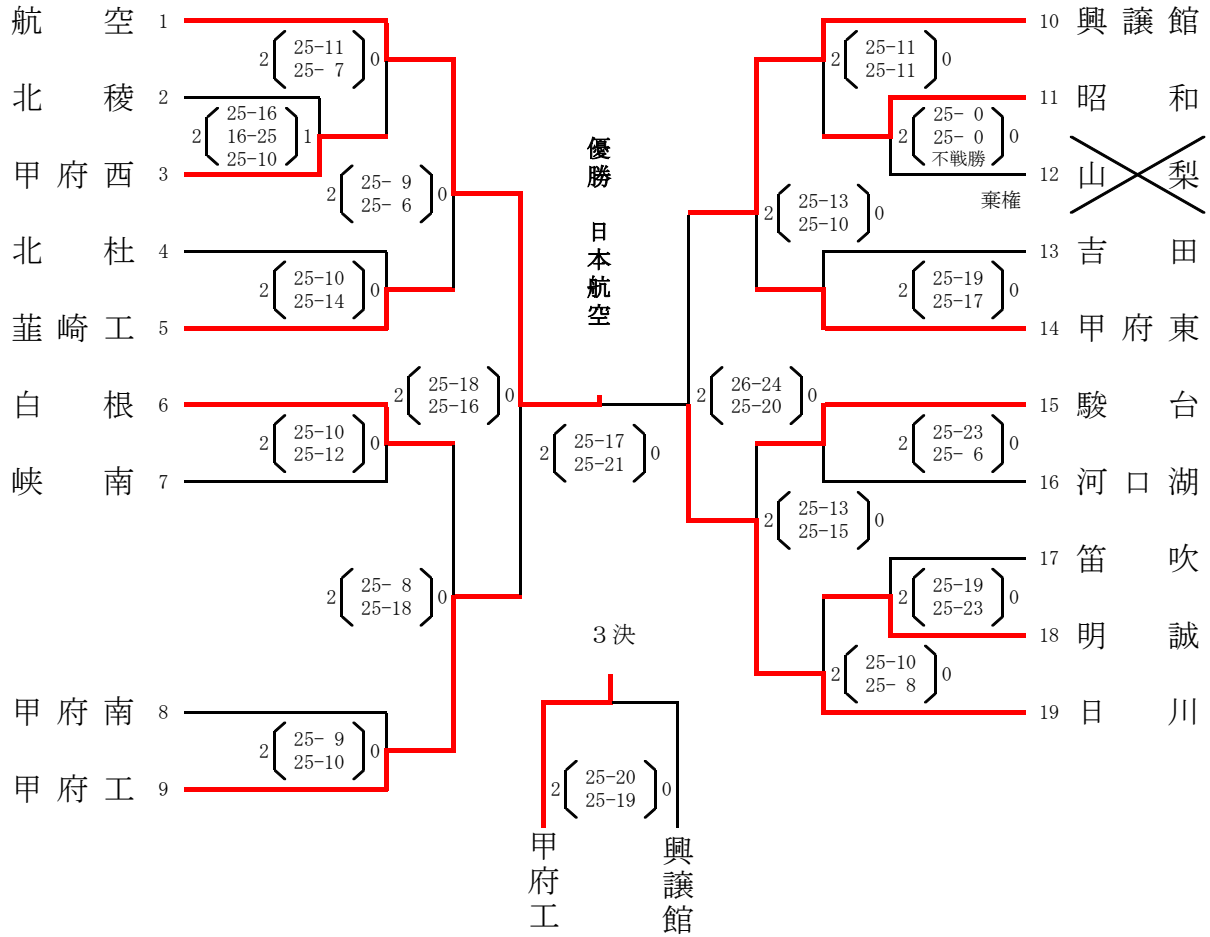 航空 1
2 25-11 0
25- 7
北稜 2
2 25-16 1
16-25
25-10
甲府西 3
2 25- 9 0
25- 6
北杜 4
2 25-10 0
25-14
韮崎工 5
2 25-18 0
25-16
白根 6
2 25-10 0
25-12
峡南 7
2 25- 8 0
25-18
甲府南 8
2 25- 9 0
25-10
甲府工 9
優勝 日本航空
2 25-17 0
25-21
10 興譲館
2 25-11 0
25-11
11 昭和
2 25- 0 0
25- 0
不戦勝
12 山梨
棄権
2 25-13 0
25-10
13 吉田
2 25-19 0
25-17
14 甲府東
2 26-24 0
25-20
15 駿台
2 25-23 0
25- 6
16 河口湖
2 25-13 0
25-15
17 笛吹
2 25-19 0
25-23
18 明誠
2 25-10 0
25- 8
19 日川
3決
2 25-20 0
25-19
甲府工
興譲館